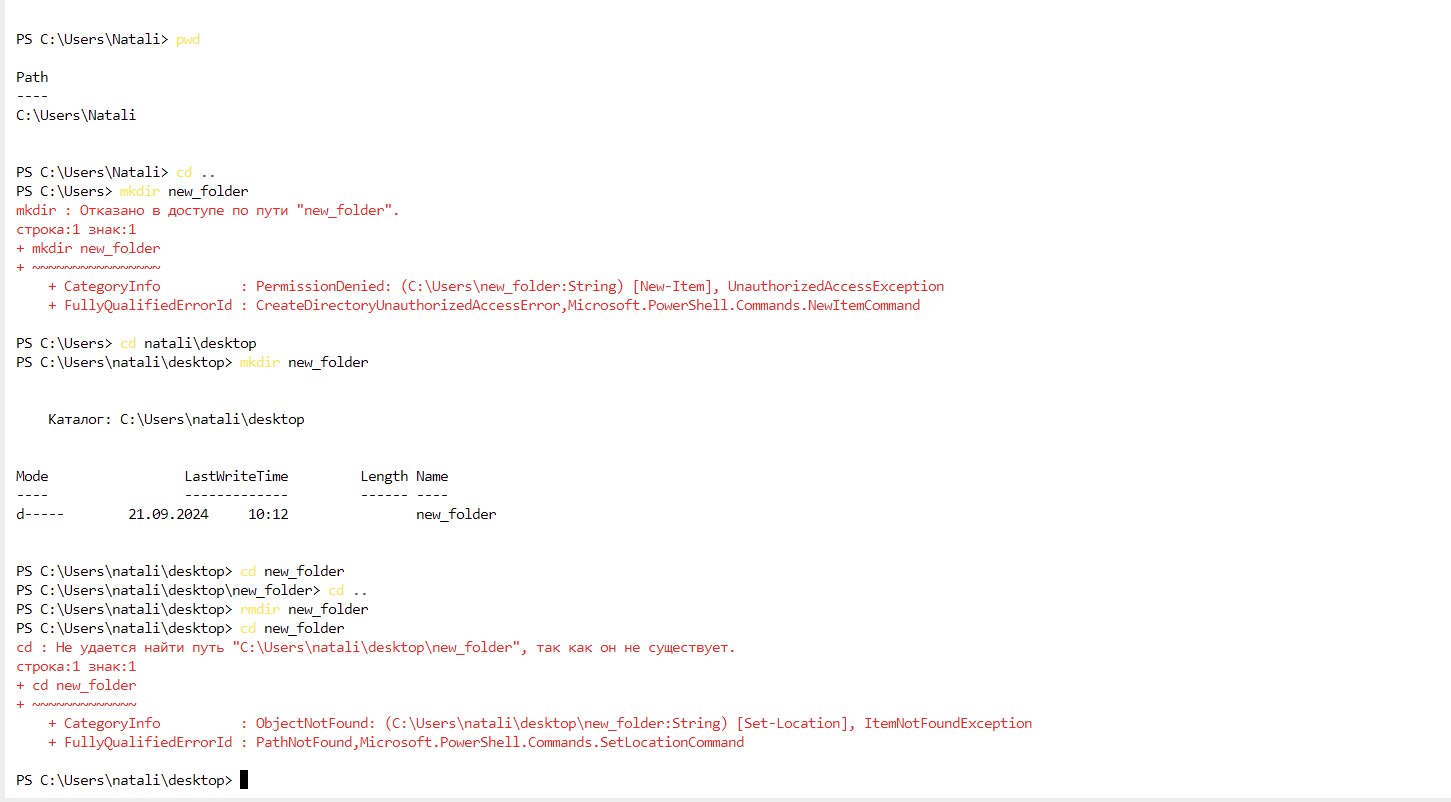 PS C:\Users\Natali> pwd
Path
----
C:\Users\Natali
PS C:\Users\Natali> cd ..
PS C:\Users> mkdir new_folder
mkdir : Отказано в доступе по пути "new_folder".
строка:1 знак:1
+ mkdir new_folder
+ ~~~~~~~~~~~~~~~~
    + CategoryInfo          : PermissionDenied: (C:\Users\new_folder:String) [New-Item], UnauthorizedAccessException
    + FullyQualifiedErrorId : CreateDirectoryUnauthorizedAccessError,Microsoft.PowerShell.Commands.NewItemCommand
PS C:\Users> cd natali\desktop
PS C:\Users\natali\desktop> mkdir new_folder
    Каталог: C:\Users\natali\desktop
Mode                 LastWriteTime         Length Name
----                 -------------         ------ ----
d-----        21.09.2024     10:12                new_folder
PS C:\Users\natali\desktop> cd new_folder
PS C:\Users\natali\desktop\new_folder> cd ..
PS C:\Users\natali\desktop> rmdir new_folder
PS C:\Users\natali\desktop> cd new_folder
cd : Не удается найти путь "C:\Users\natali\desktop\new_folder", так как он не существует.
строка:1 знак:1
+ cd new_folder
+ ~~~~~~~~~~~~~
    + CategoryInfo          : ObjectNotFound: (C:\Users\natali\desktop\new_folder:String) [Set-Location], ItemNotFoundException
    + FullyQualifiedErrorId : PathNotFound,Microsoft.PowerShell.Commands.SetLocationCommand
PS C:\Users\natali\desktop>